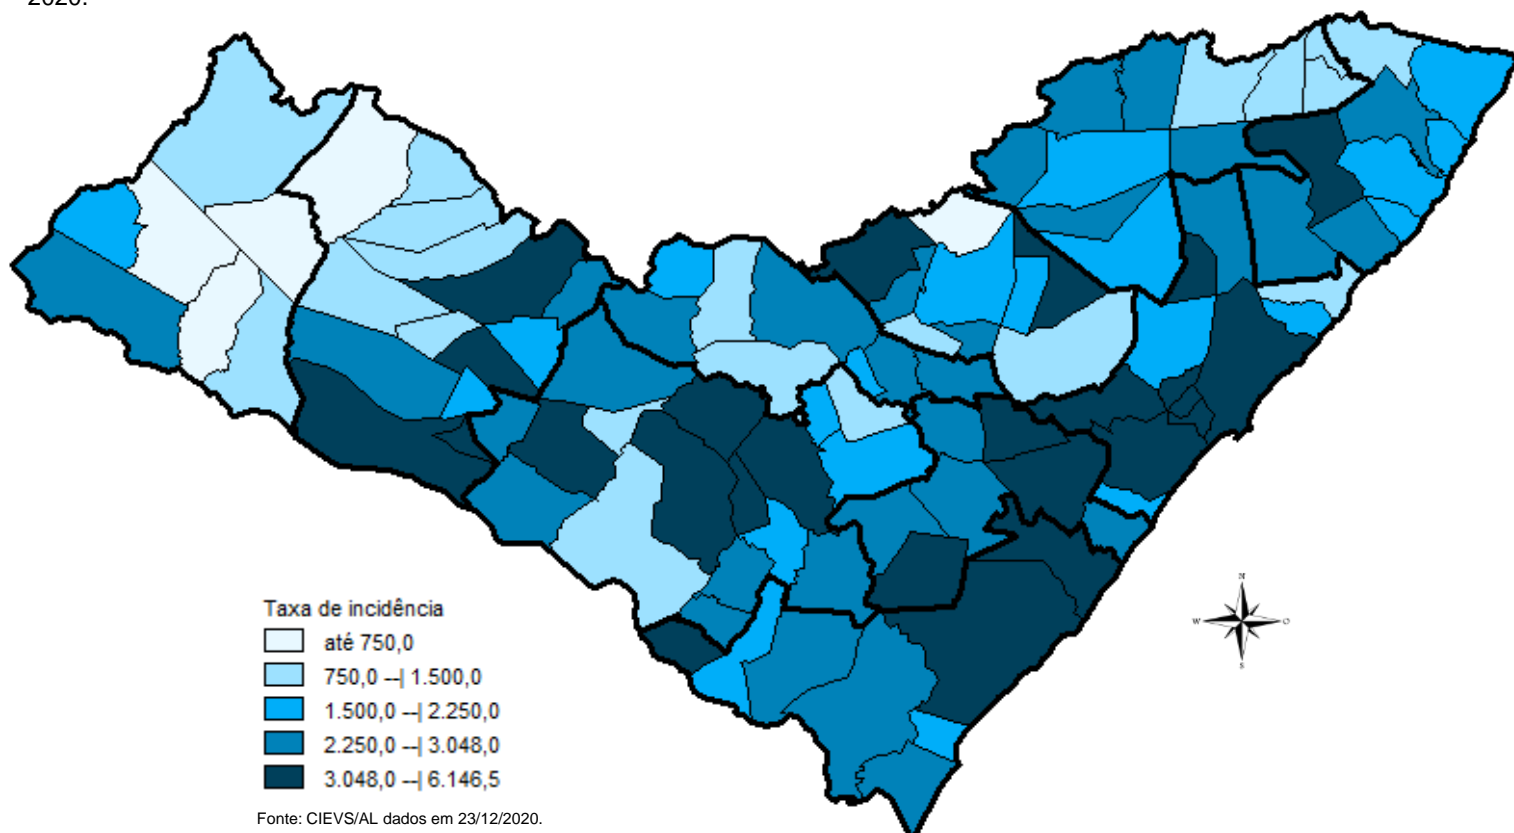 2020.
N
W
O
S
Taxa de incidência
até 750,0
750,0 --| 1.500,0
1.500,0 --| 2.250,0
2.250,0 --| 3.048,0
3.048,0 --| 6.146,5
Fonte: CIEVS/AL dados em 23/12/2020.